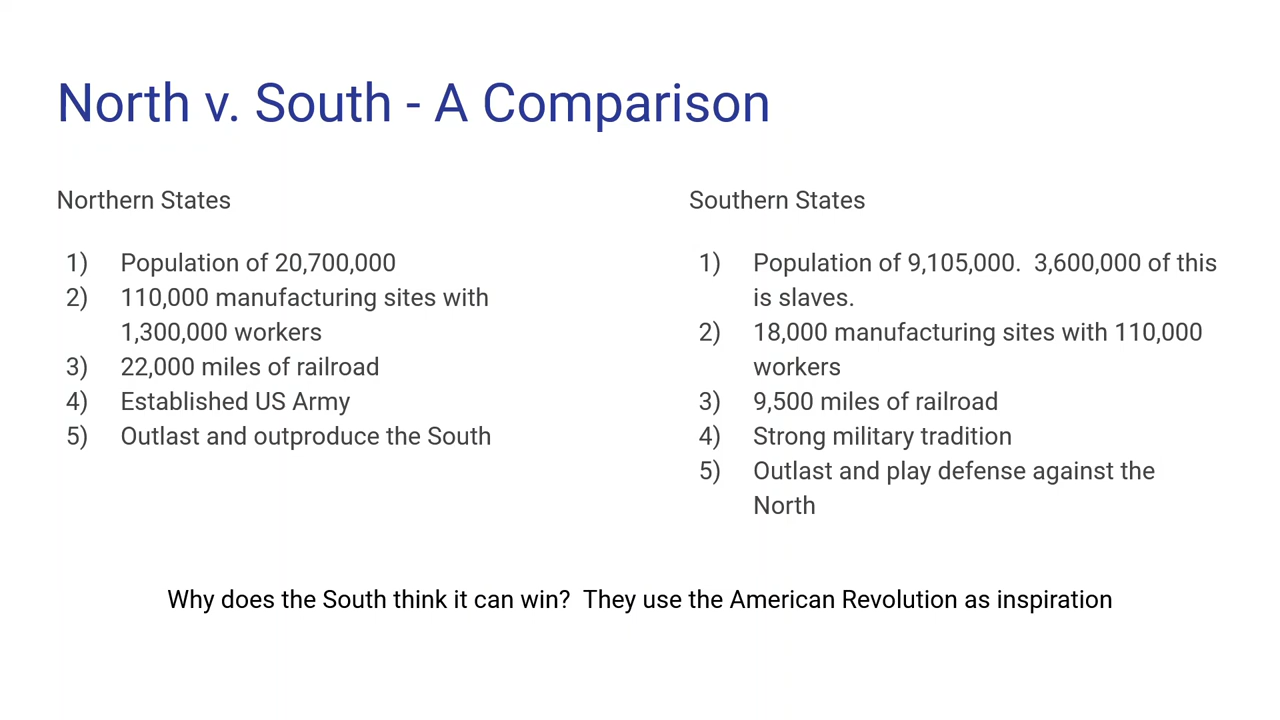 North v. South - A Comparison
Northern States
1) Population of 20,700,000
2) 110,000 manufacturing sites with
1,300,000 workers
3) 22,000 miles of railroad
4) Established US Army
5) Outlast and outproduce the South
Southern States
1) Population of 9,105,000.  3,600,000 of this
is slaves.
2) 18,000 manufacturing sites with 110,000
workers
3) 9,500 miles of railroad
4) Strong military tradition
5) Outlast and play defense against the
North
Why does the South think it can win?  They use the American Revolution as inspiration